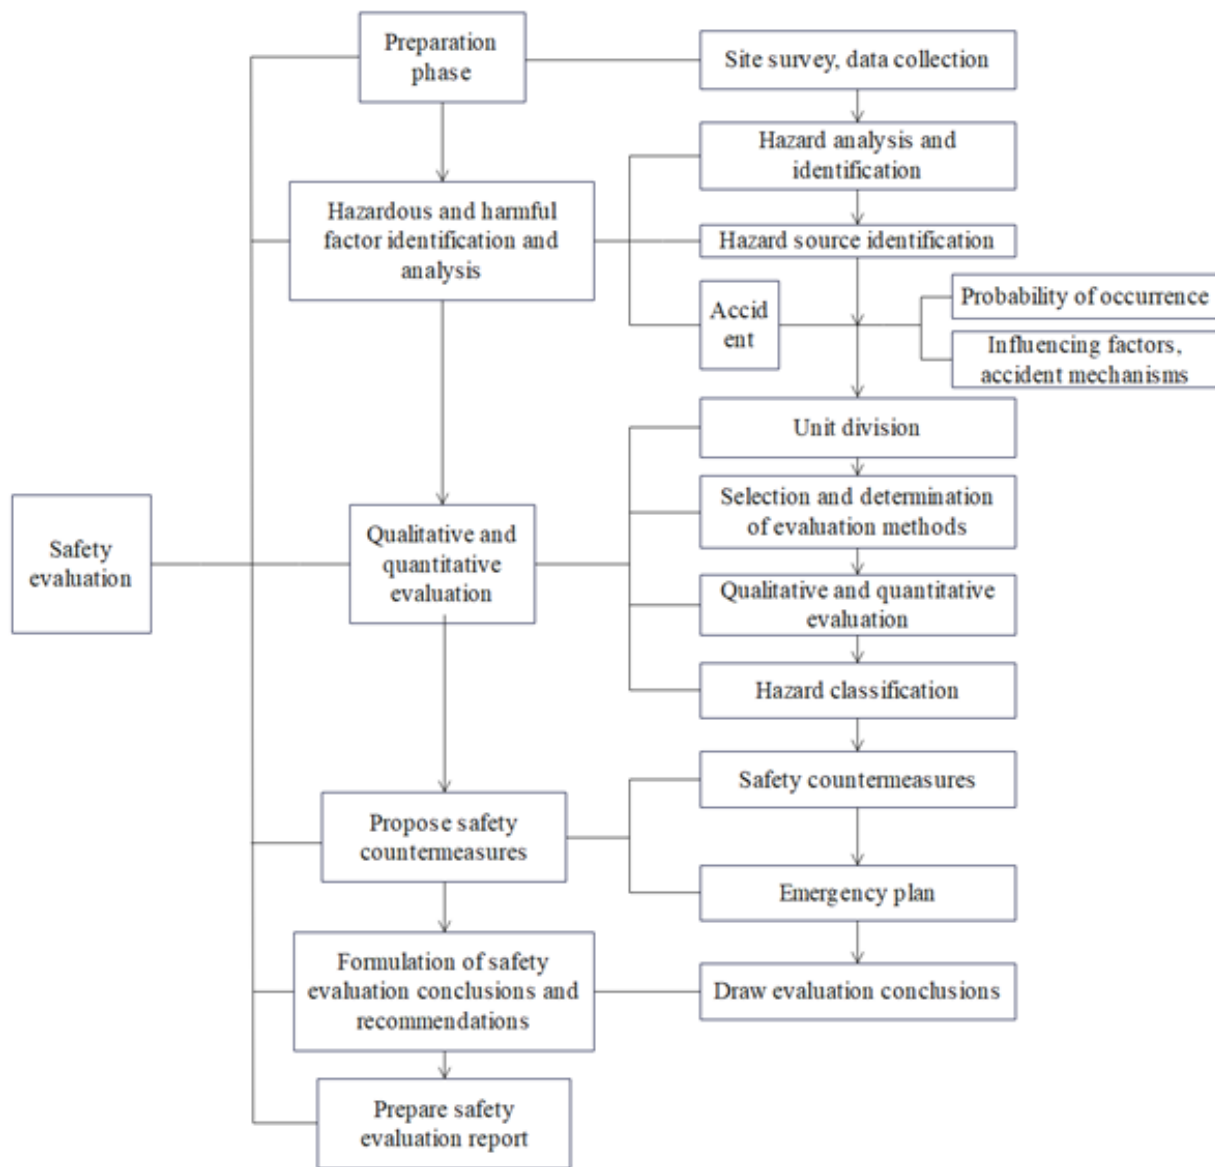 Preparation
phase
Site survey, data collection
Hazard analysis and
identification
Hazardous and harmful
factor identification and
analysis
Hazard source identification
Accid
ent
Probability of occurrence
Influencing factors,
accident mechanisms
Unit division
Selection and determination
of evaluation methods
Safety
evaluation
Qualitative and
quantitative
evaluation
Qualitative and quantitative
evaluation
Hazard classification
Safety countermeasures
Propose safety
countermeasures
Emergency plan
Formulation of safety
evaluation conclusions and
recommendations
Draw evaluation conclusions
Prepare safety
evaluation report